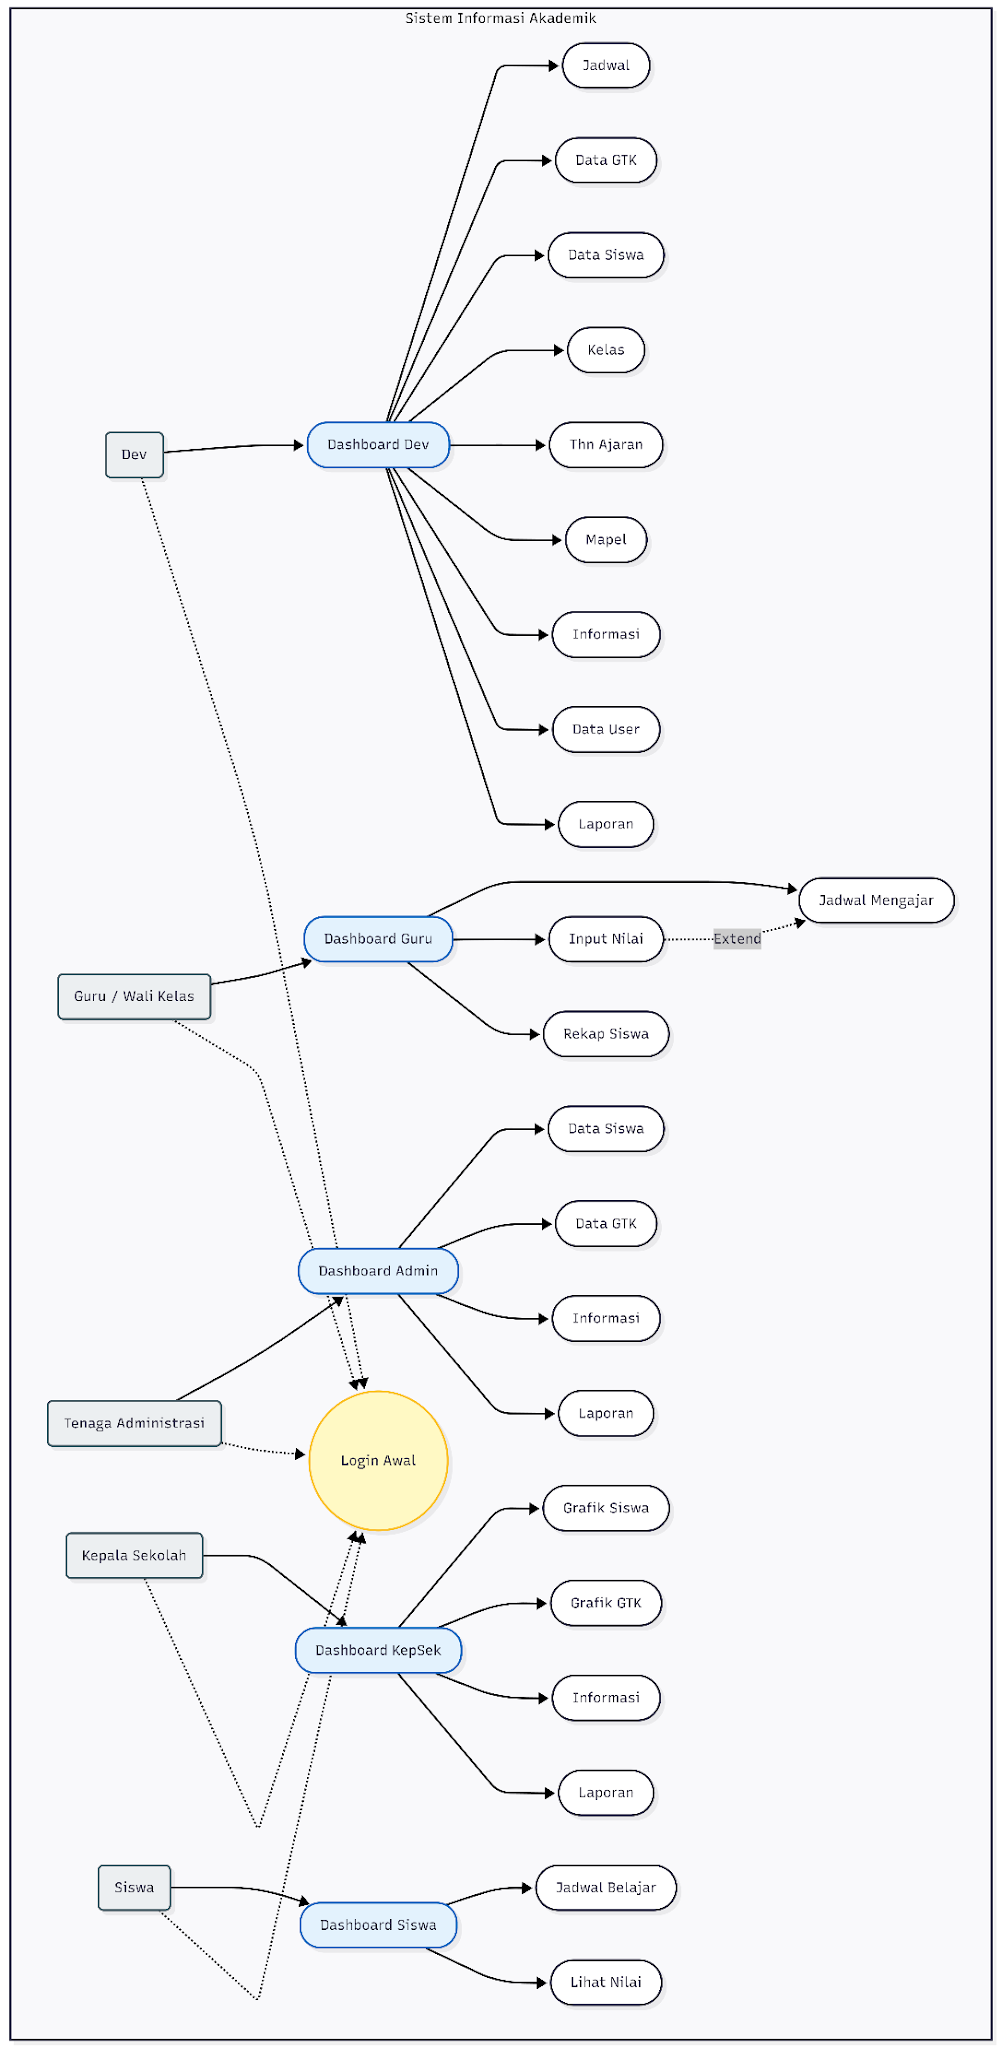 Sistem Informasi Akademik
Jadwal
Data GTK
Data Siswa
Kelas
Dev
Dashboard Dev
Thn Ajaran
Mapel
Informasi
Data User
Laporan
Jadwal Mengajar
Dashboard Guru
Input Nilai
Extend
Guru / Wali Kelas
Rekap Siswa
Data Siswa
Data GTK
Dashboard Admin
Informasi
Laporan
Tenaga Administrasi
Login Awal
Grafik Siswa
Kepala Sekolah
Grafik GTK
Dashboard KepSek
Informasi
Laporan
Siswa
Jadwal Belajar
Dashboard Siswa
Lihat Nilai